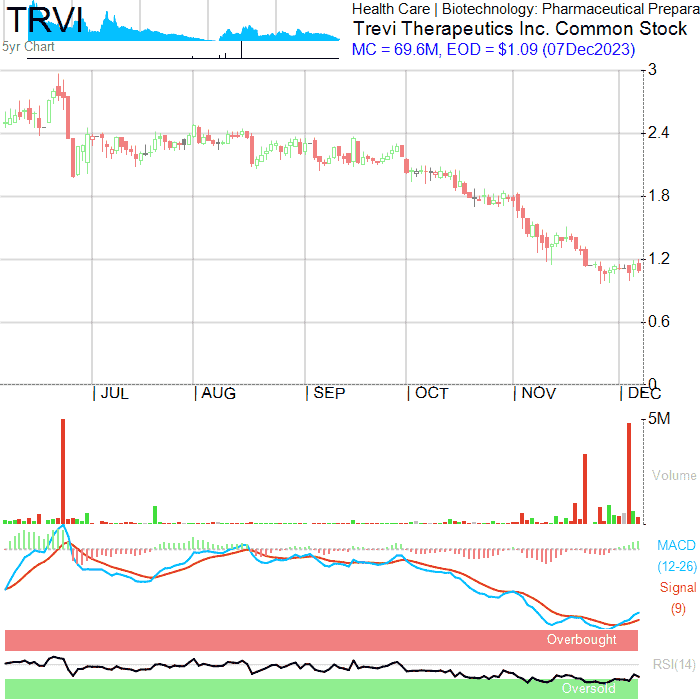 TRVI
Health Care | Biotechnology: Pharmaceutical Prepara
Trevi Therapeutics Inc. Common Stock
MC = 69.6M, EOD = $1.09 (07Dec2023)
5yr Chart
3
2.4
1.8
1.2
0.6
0
| JUL | AUG | SEP | OCT | NOV | DEC
5M
Volume
MACD
(12-26)
Signal
(9)
Overbought
RSI(14)
Oversold